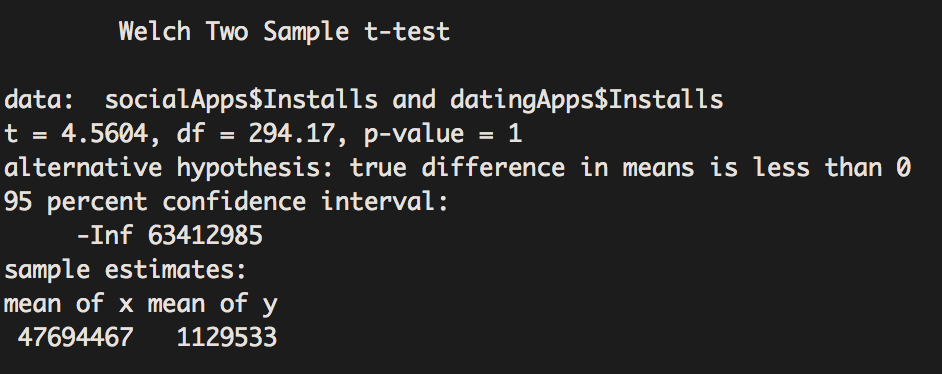 Welch Two Sample t-test
data:  socialApps$Installs and datingApps$Installs
t = 4.5604, df = 294.17, p-value = 1
alternative hypothesis: true difference in means is less than 0
95 percent confidence interval:
     -Inf 63412985
sample estimates:
mean of x mean of y
 47694467   1129533